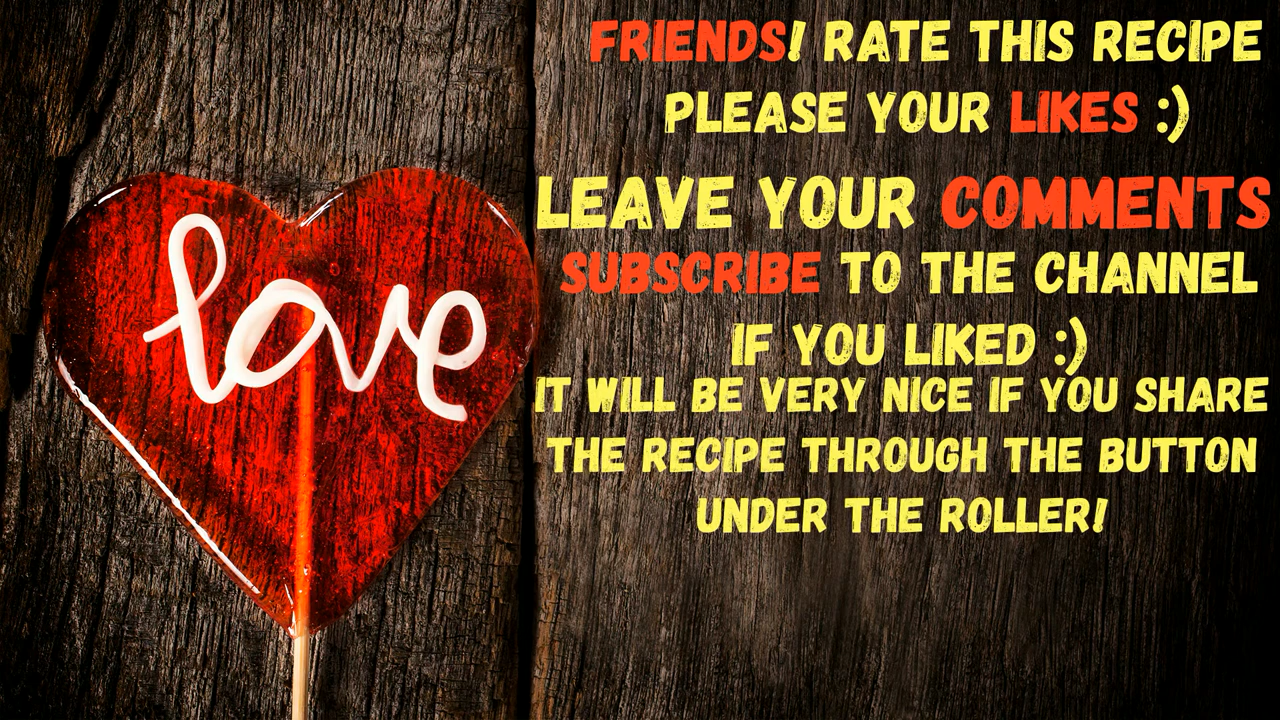 love
FRIENDS! RATE THIS RECIPE
PLEASE YOUR LIKES :)
LEAVE YOUR COMMENTS
SUBSCRIBE TO THE CHANNEL
IF YOU LIKED :)
IT WILL BE VERY NICE IF YOU SHARE
THE RECIPE THROUGH THE BUTTON
UNDER THE ROLLER!